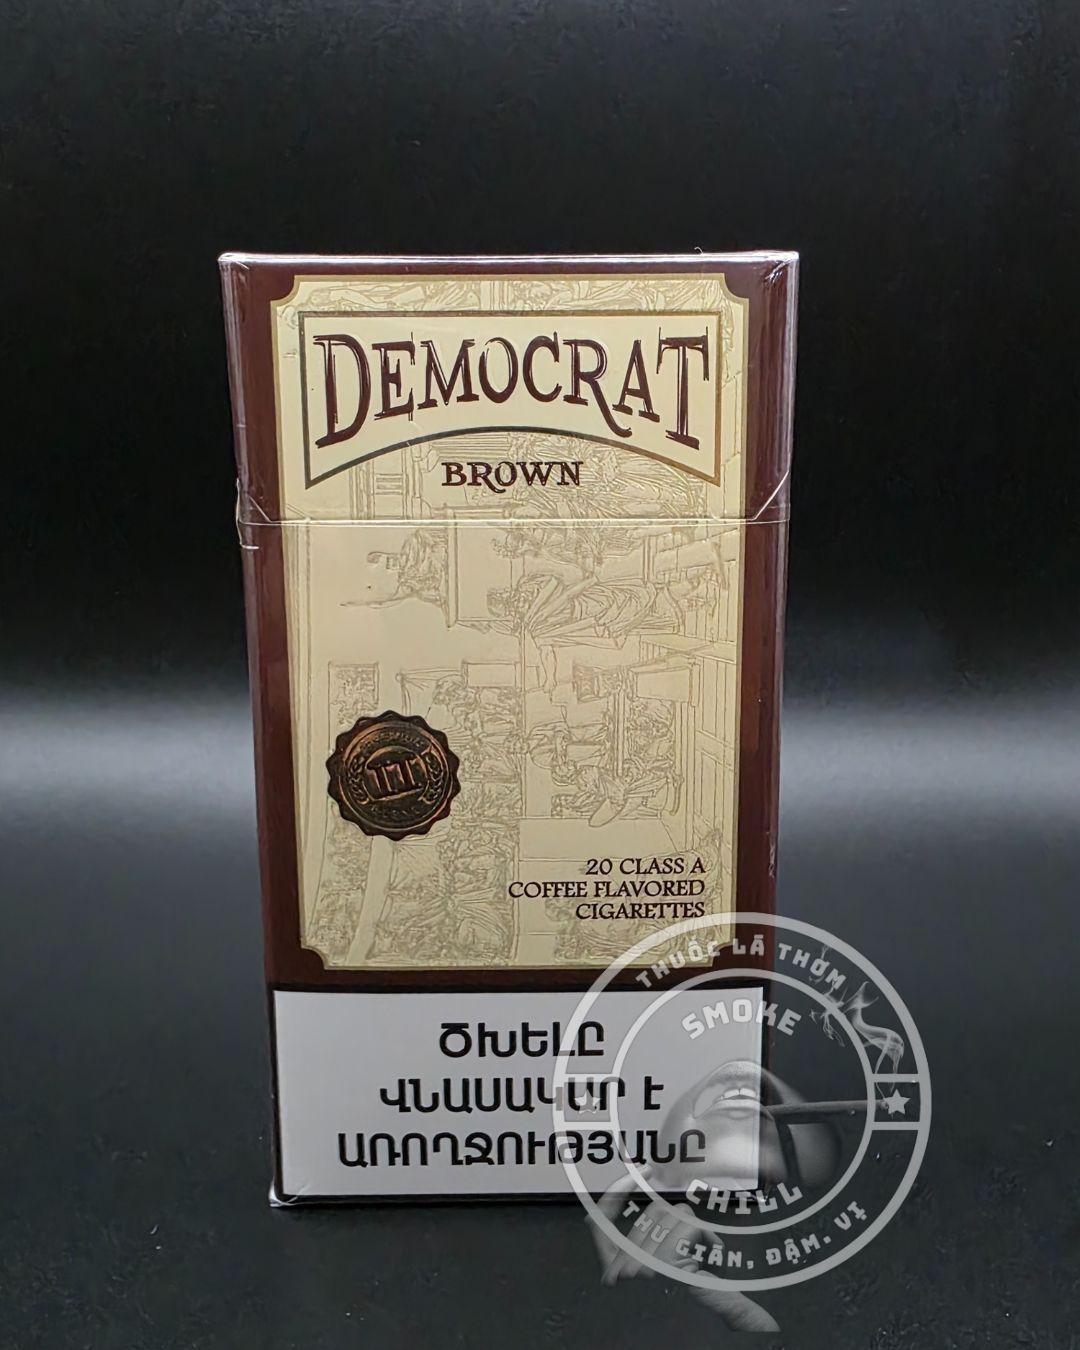 DEMOCRAT
BROWN
20 CLASS A
COFFEE FLAVORED
CIGARETTES
ԾԽԵԼԸ
ՎՆԱՍԱԿԱՐ Է
ԱՌՈՂՋՈՒԹՅԱՆԸ
THUỐC LÁ THƠM
SMOKE
CHILL
THƯ GIÃN, ĐẬM. VỊ